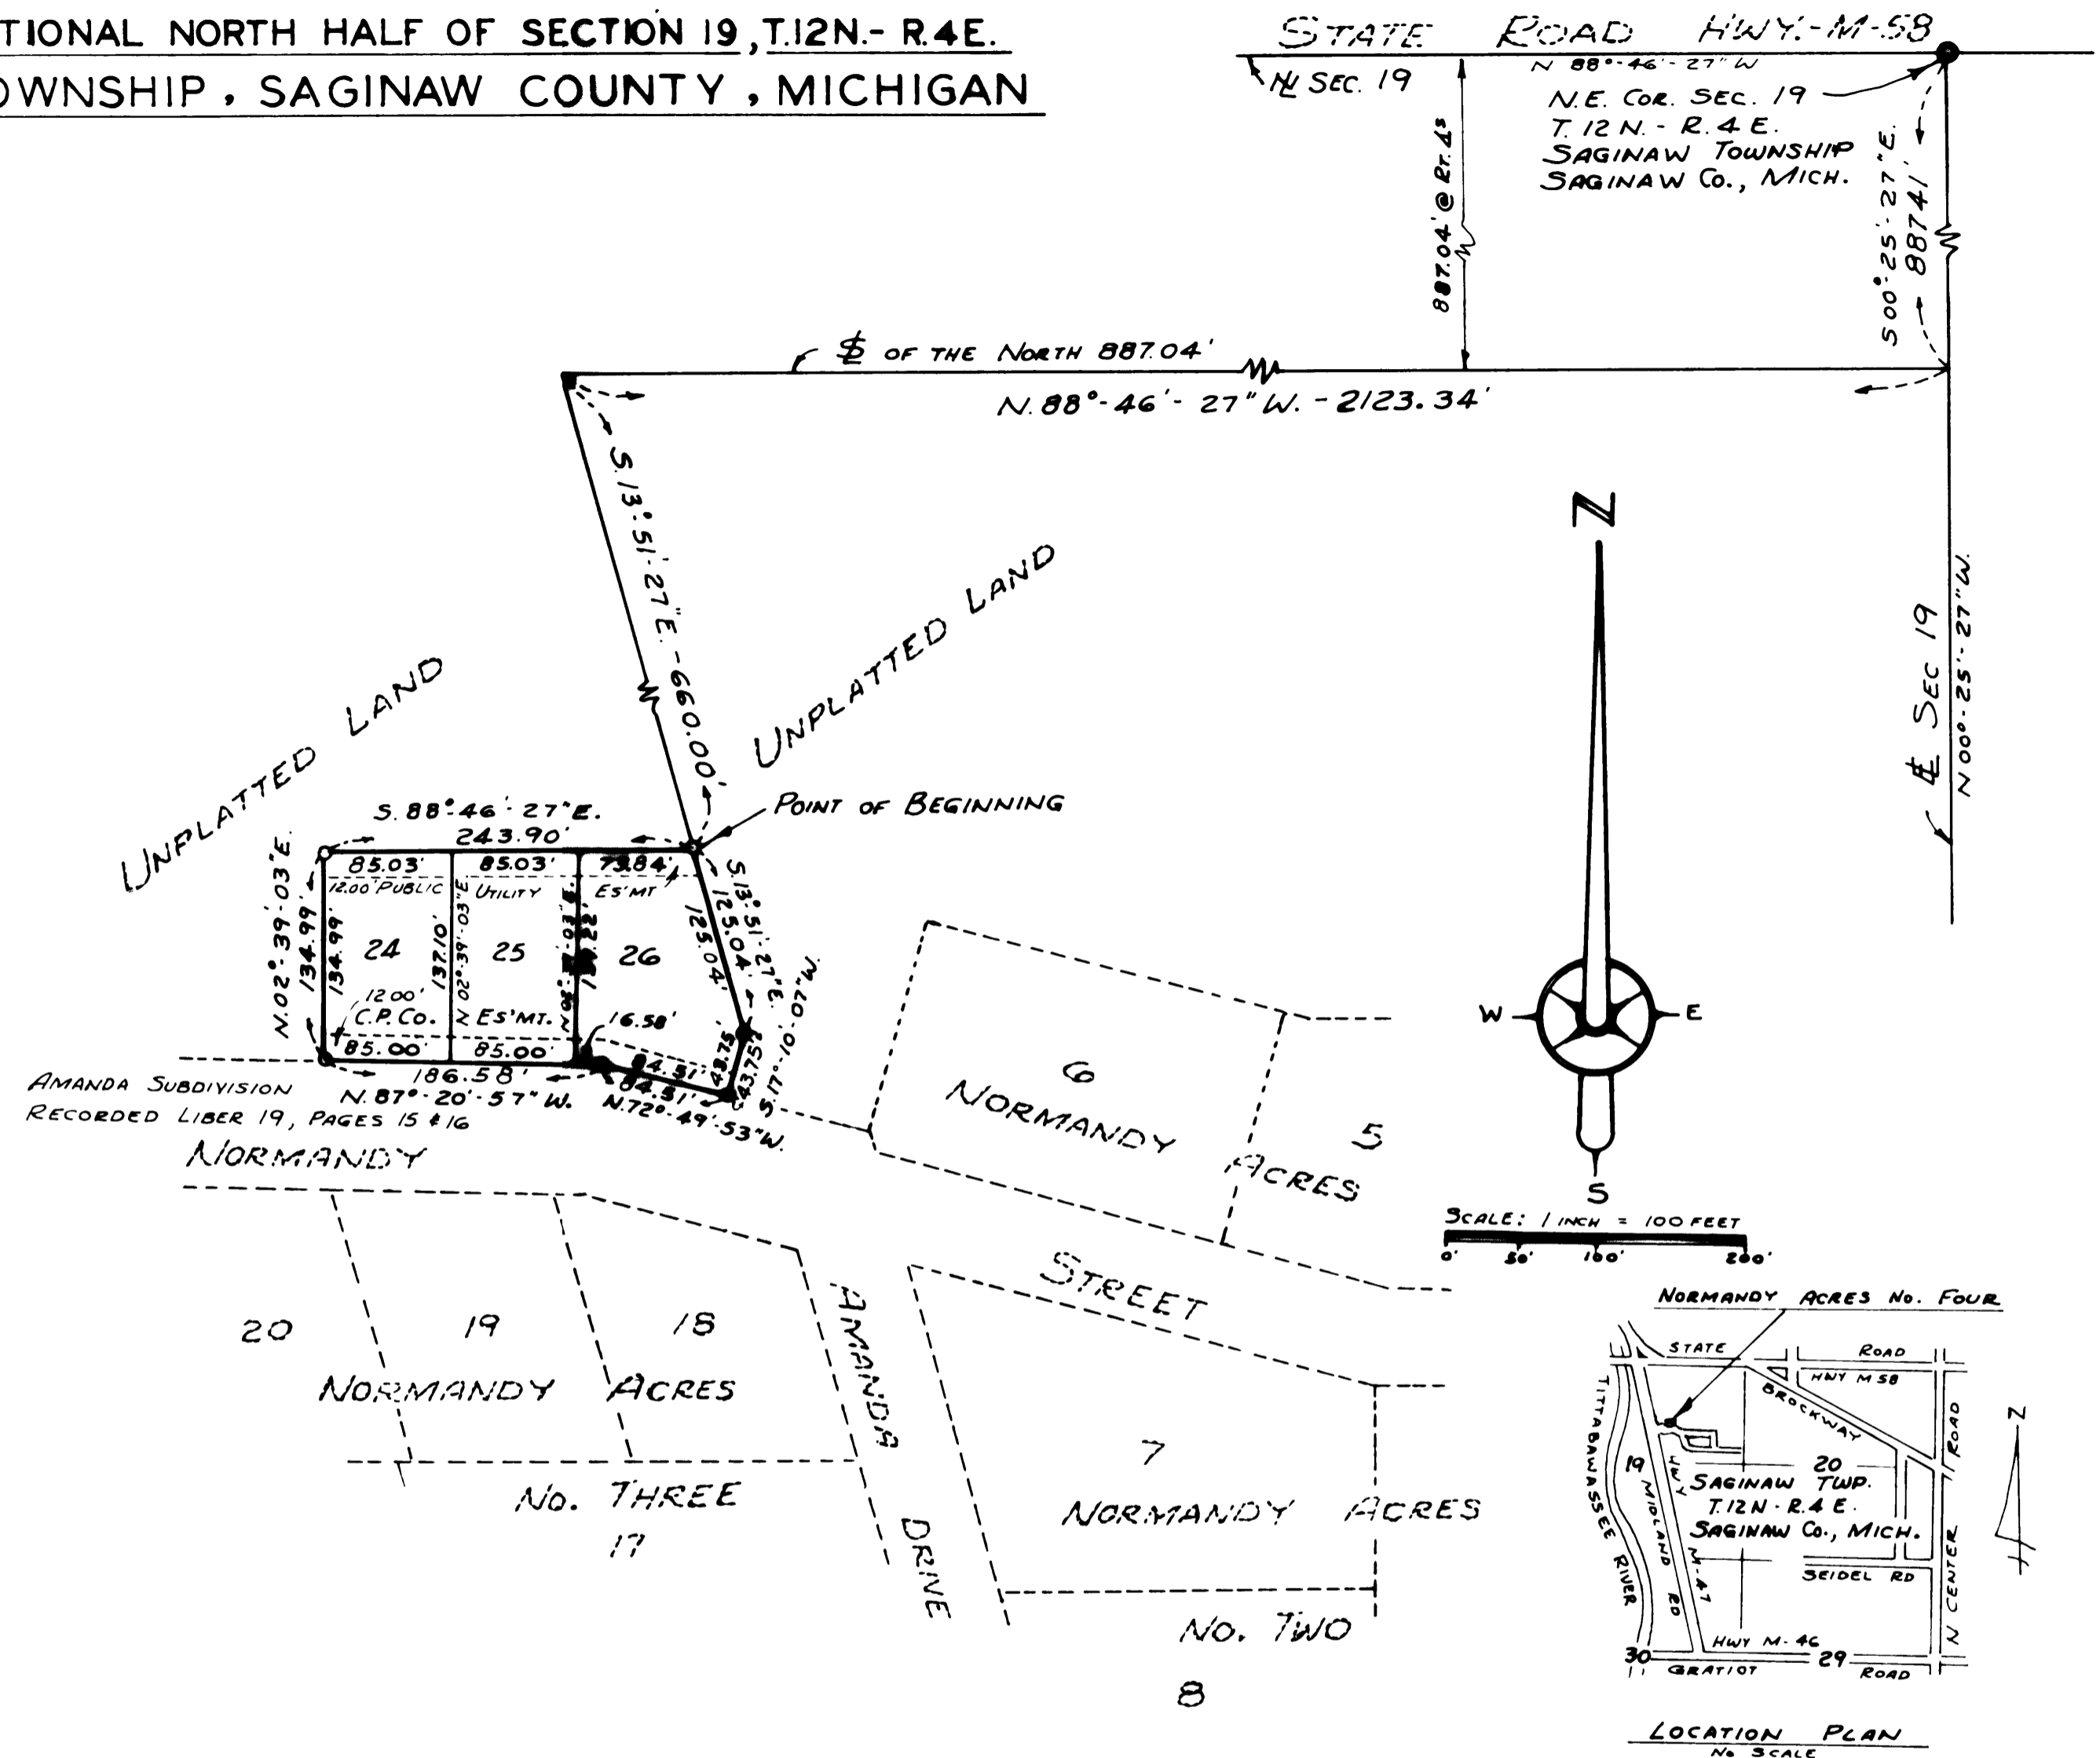 TIONAL NORTH HALF OF SECTION 19, T.12N.- R.4E.
OWNSHIP, SAGINAW COUNTY, MICHIGAN
STATE ROAD HWY.-M-58
N 88°-46'-27"W
SEC. 19
N.E. COR. SEC. 19
T. 12 N. - R. 4 E.
SAGINAW TOWNSHIP
SAGINAW CO., MICH.
887.04' @ RT. ∠s
S00°-25'-27"E.
887.41'
OF THE NORTH 887.04'
N. 88°-46'-27"W. - 2123.34'
S. 13°-51'-27"E. - 660.00'
N
W
E
S
SEC 19
N00°-25'-27"W.
UNPLATTED LAND
UNPLATTED LAND
POINT OF BEGINNING
S. 88°-46'-27"E.
243.90'
85.03'
85.03'
12.00' PUBLIC
UTILITY
ES'MT
N.02°-39'-03"E.
134.99'
134.99'
24
137.10'
N 02°-39'-03"E
25
26
125.04'
S. 13°-51'-27"E.
125.04'
12.00'
C.P. CO.
ES'MT.
16.58'
85.00'
85.00'
84.51'
43.75'
43.75'
S. 17°-10'-07"W.
186.58'
N. 87°-20'-57"W.
84.51'
N. 72°-49'-53"W.
AMANDA SUBDIVISION
RECORDED LIBER 19, PAGES 15 & 16
NORMANDY
STREET
6
NORMANDY ACRES
5
20
19
18
NORMANDY ACRES
No. THREE
17
AMANDA DRIVE
7
NORMANDY ACRES
No. TWO
8
SCALE: 1 INCH = 100 FEET
0'
50'
100'
200'
NORMANDY ACRES No. FOUR
STATE ROAD
HWY M 58
BROCKWAY
TITTABAWASSEE RIVER
19
HWY M-47
MIDLAND RD
20
SAGINAW TWP.
T. 12 N - R. 4 E.
SAGINAW CO., MICH.
SEIDEL RD
N CENTER ROAD
N
HWY M-46
30
29
GRATIOT ROAD
LOCATION PLAN
No SCALE